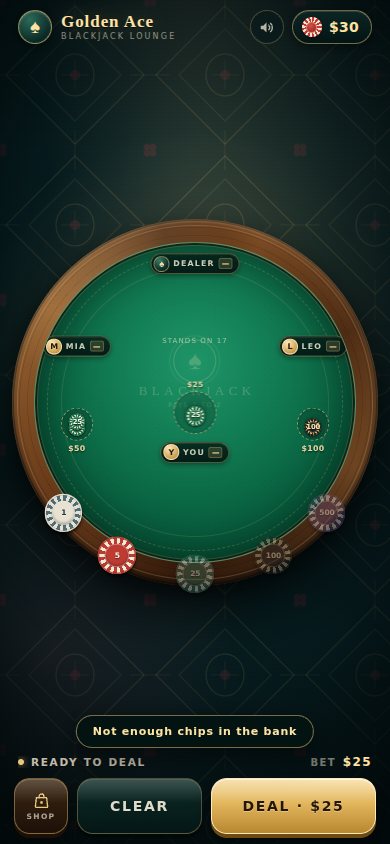 Golden Ace
BLACKJACK LOUNGE
$30
DEALER
M MIA
STANDS ON 17
L LEO
$25
BLACKJACK
25
25
100
$50
Y YOU
$100
1
5
25
100
500
Not enough chips in the bank
READY TO DEAL
BET $25
SHOP
CLEAR
DEAL · $25